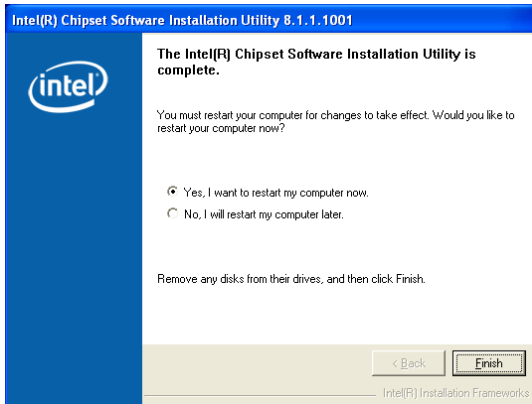 Intel(R) Chipset Software Installation Utility 8.1.1.1001
intel
The Intel(R) Chipset Software Installation Utility is
complete.
You must restart your computer for changes to take effect. Would you like to
restart your computer now?
Yes, I want to restart my computer now.
No, I will restart my computer later.
Remove any disks from their drives, and then click Finish.
< Back
Finish
Intel(R) Installation Frameworks